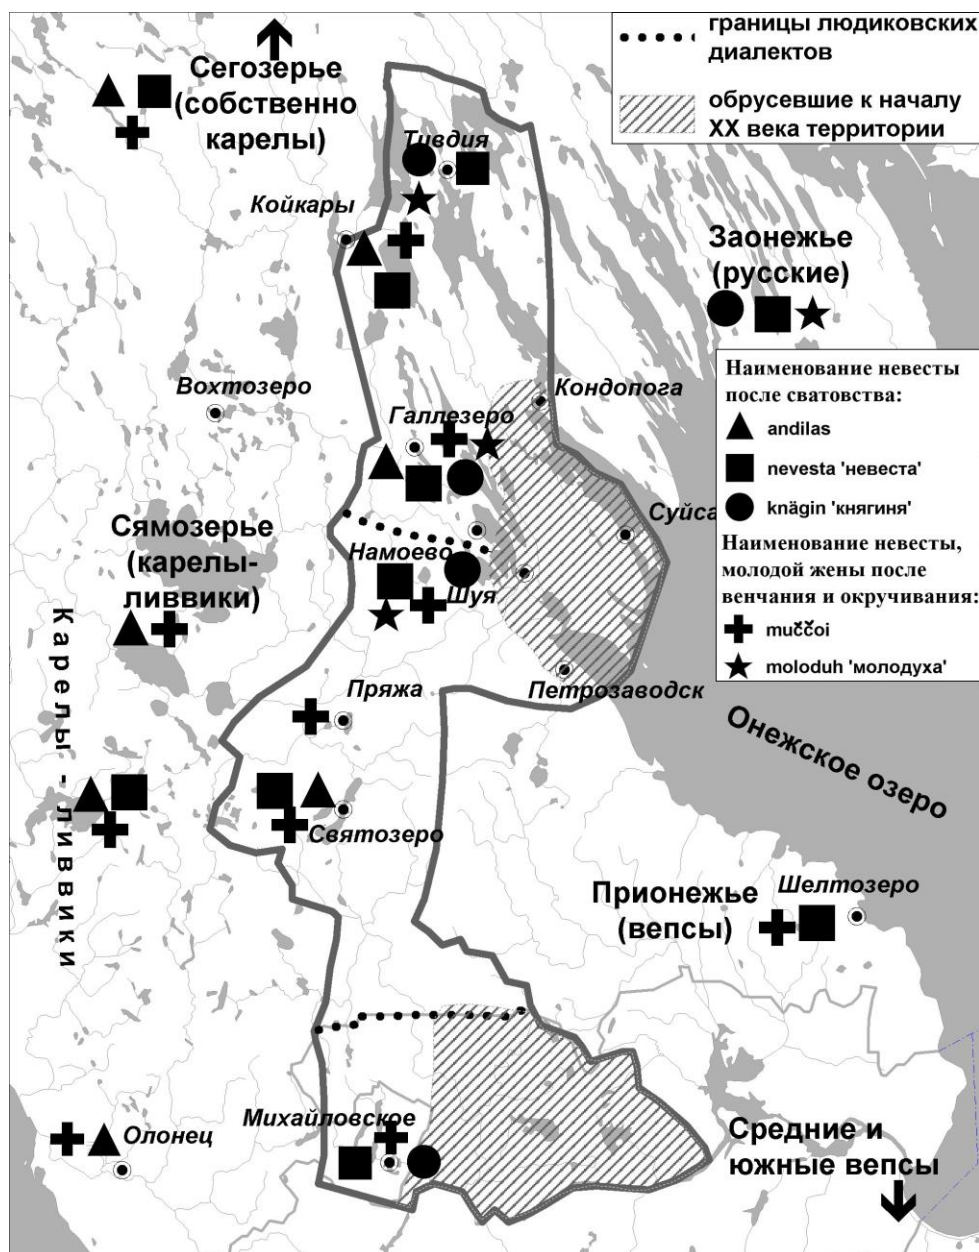 границы людиковских
диалектов
обрусевшие к началу
XX века территории
Сегозерье
(собственно
карелы)
Тивдия
Койкары
Заонежье
(русские)
Наименование невесты
после сватовства:
andilas
nevesta 'невеста'
knägin 'княгиня'
Наименование невесты,
молодой жены после
венчания и окручивания:
mučč̌oi
moloduh 'молодуха'
Вохтозеро
Кондопога
Галлезеро
Суйса
Сямозерье
(карелы-
ливвики)
Намоево
Шуя
Карелы - ливвики
Пряжа
Петрозаводск
Онежское озеро
Святозеро
Прионежье
(вепсы)
Шелтозеро
Михайловское
Олонец
Средние и
южные вепсы